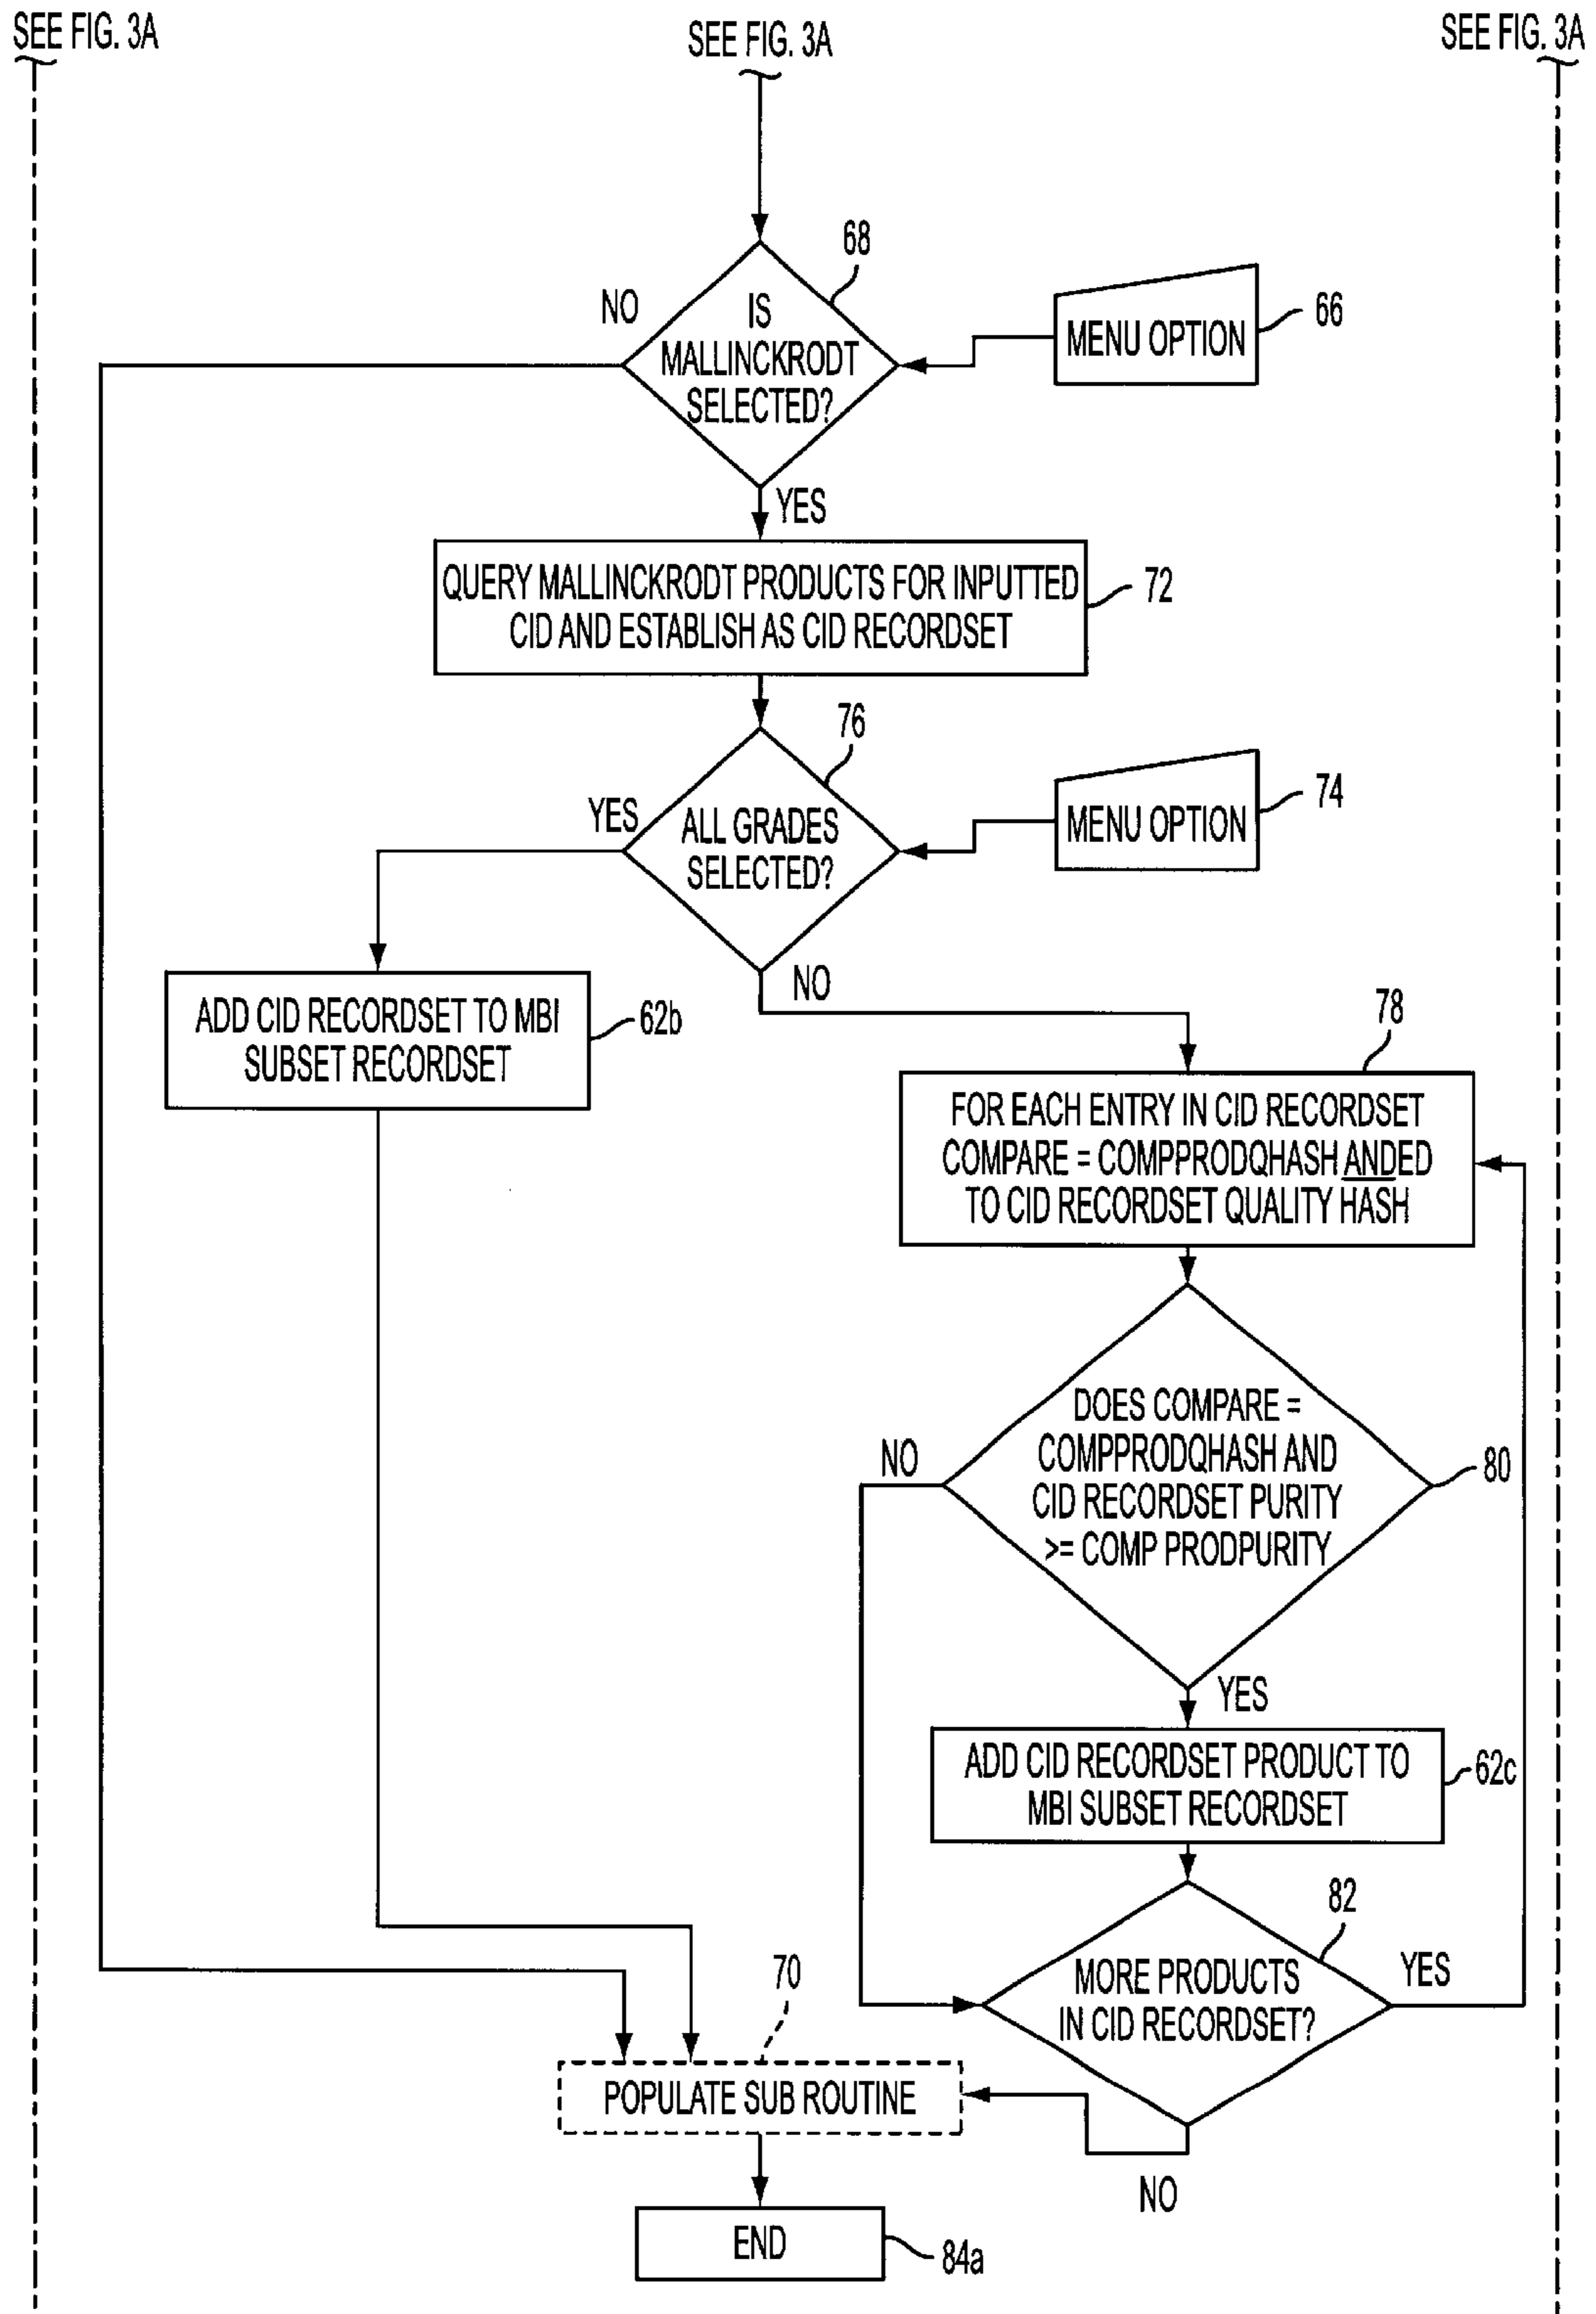 SEE FIG. 3A
SEE FIG. 3A
SEE FIG. 3A
68
NO
IS
MALLINCKRODT
SELECTED?
MENU OPTION
66
YES
QUERY MALLINCKRODT PRODUCTS FOR INPUTTED
CID AND ESTABLISH AS CID RECORDSET
72
76
YES
ALL GRADES
SELECTED?
MENU OPTION
74
NO
ADD CID RECORDSET TO MBI
SUBSET RECORDSET
62b
78
FOR EACH ENTRY IN CID RECORDSET
COMPARE = COMPPRODQHASH ANDED
TO CID RECORDSET QUALITY HASH
NO
DOES COMPARE =
COMPPRODQHASH AND
CID RECORDSET PURITY
>= COMP PRODPURITY
80
YES
ADD CID RECORDSET PRODUCT TO
MBI SUBSET RECORDSET
62c
82
MORE PRODUCTS
IN CID RECORDSET?
YES
70
POPULATE SUB ROUTINE
NO
END
84a